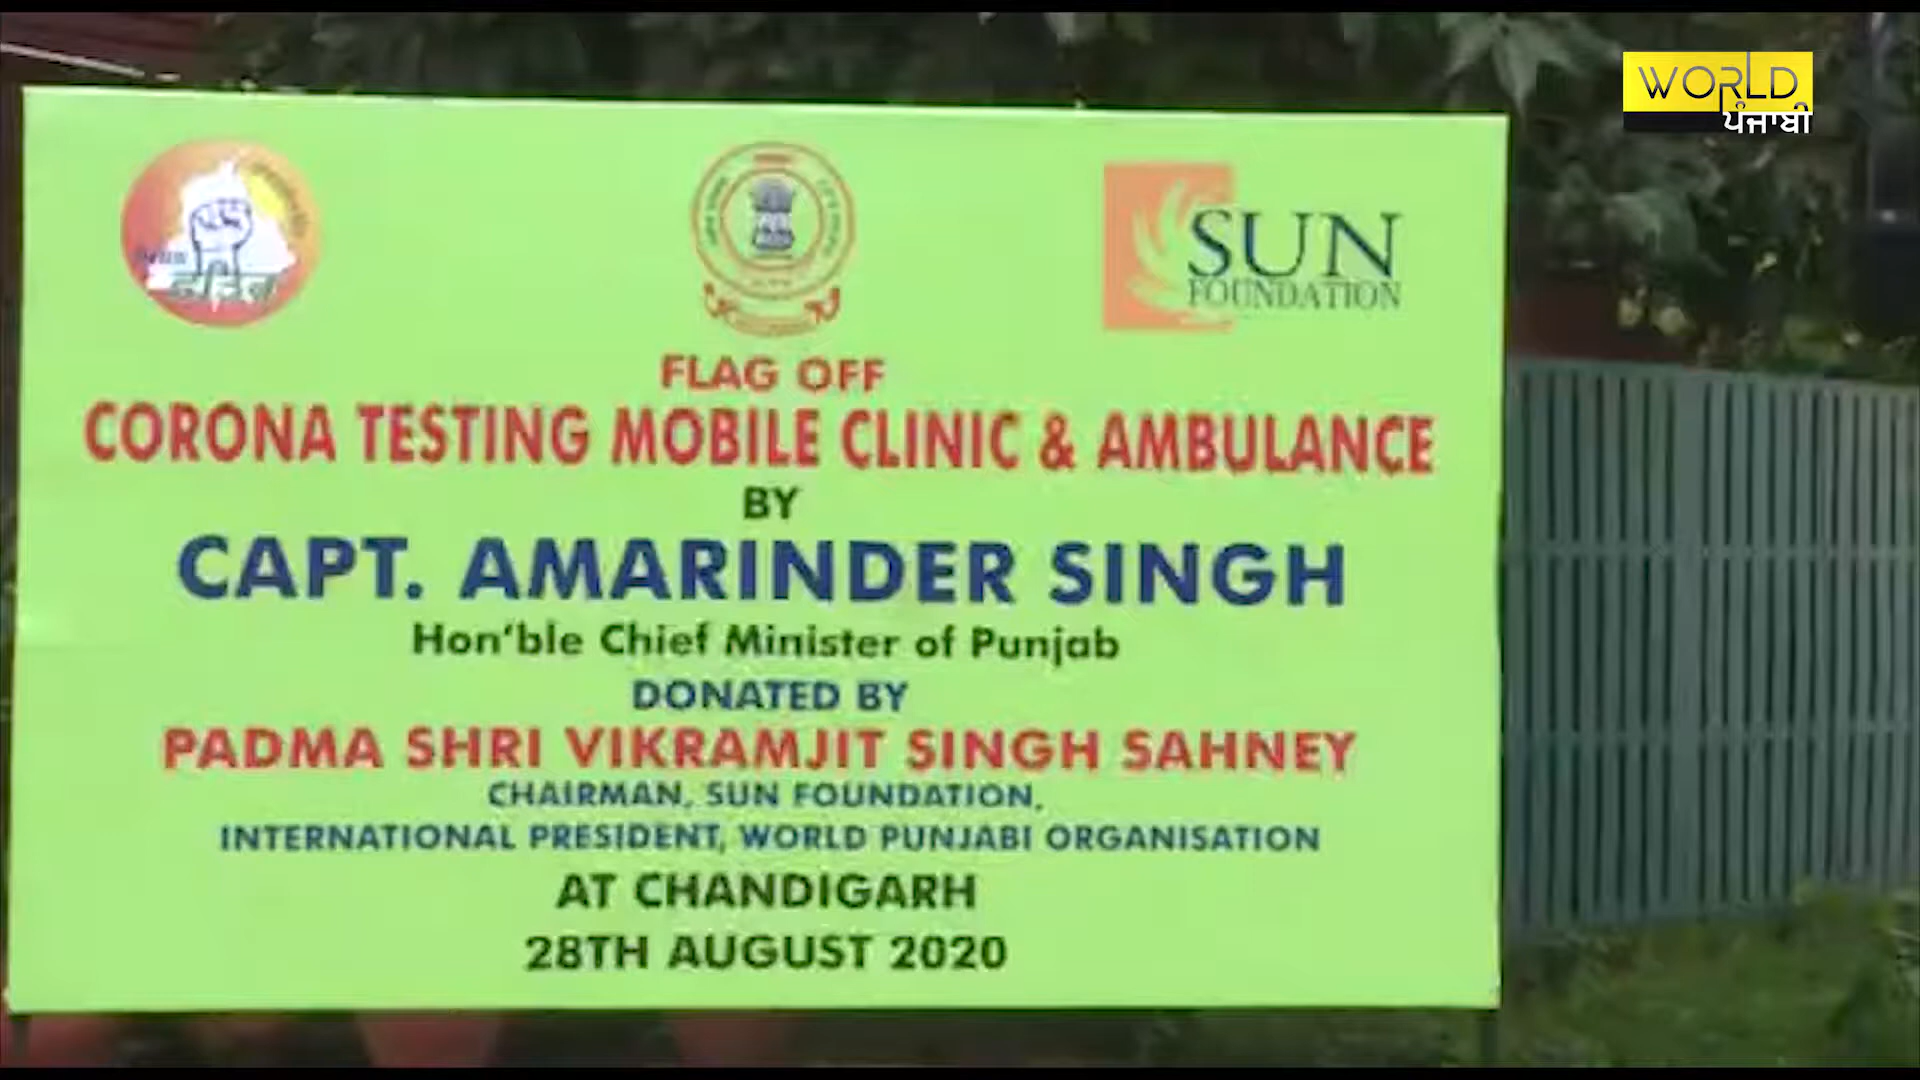 WORLD
ਪੰਜਾਬੀ
SUN
FOUNDATION
FLAG OFF
CORONA TESTING MOBILE CLINIC & AMBULANCE
BY
CAPT. AMARINDER SINGH
Hon'ble Chief Minister of Punjab
DONATED BY
PADMA SHRI VIKRAMJIT SINGH SAHNEY
CHAIRMAN, SUN FOUNDATION,
INTERNATIONAL PRESIDENT, WORLD PUNJABI ORGANISATION
AT CHANDIGARH
28TH AUGUST 2020